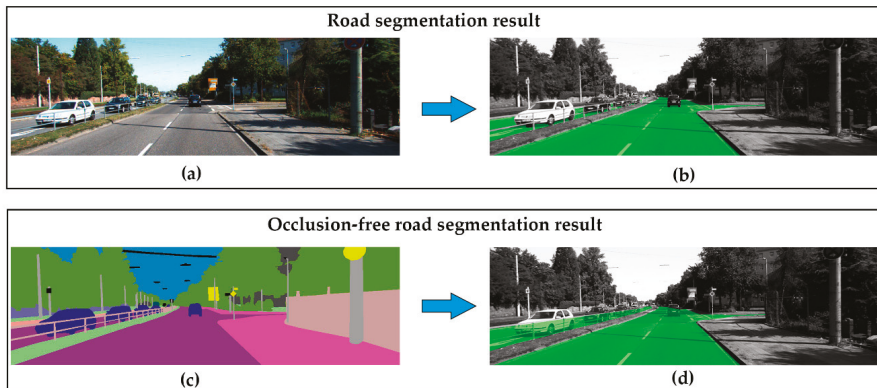 Road segmentation result
(a)
(b)
Occlusion-free road segmentation result
(c)
(d)